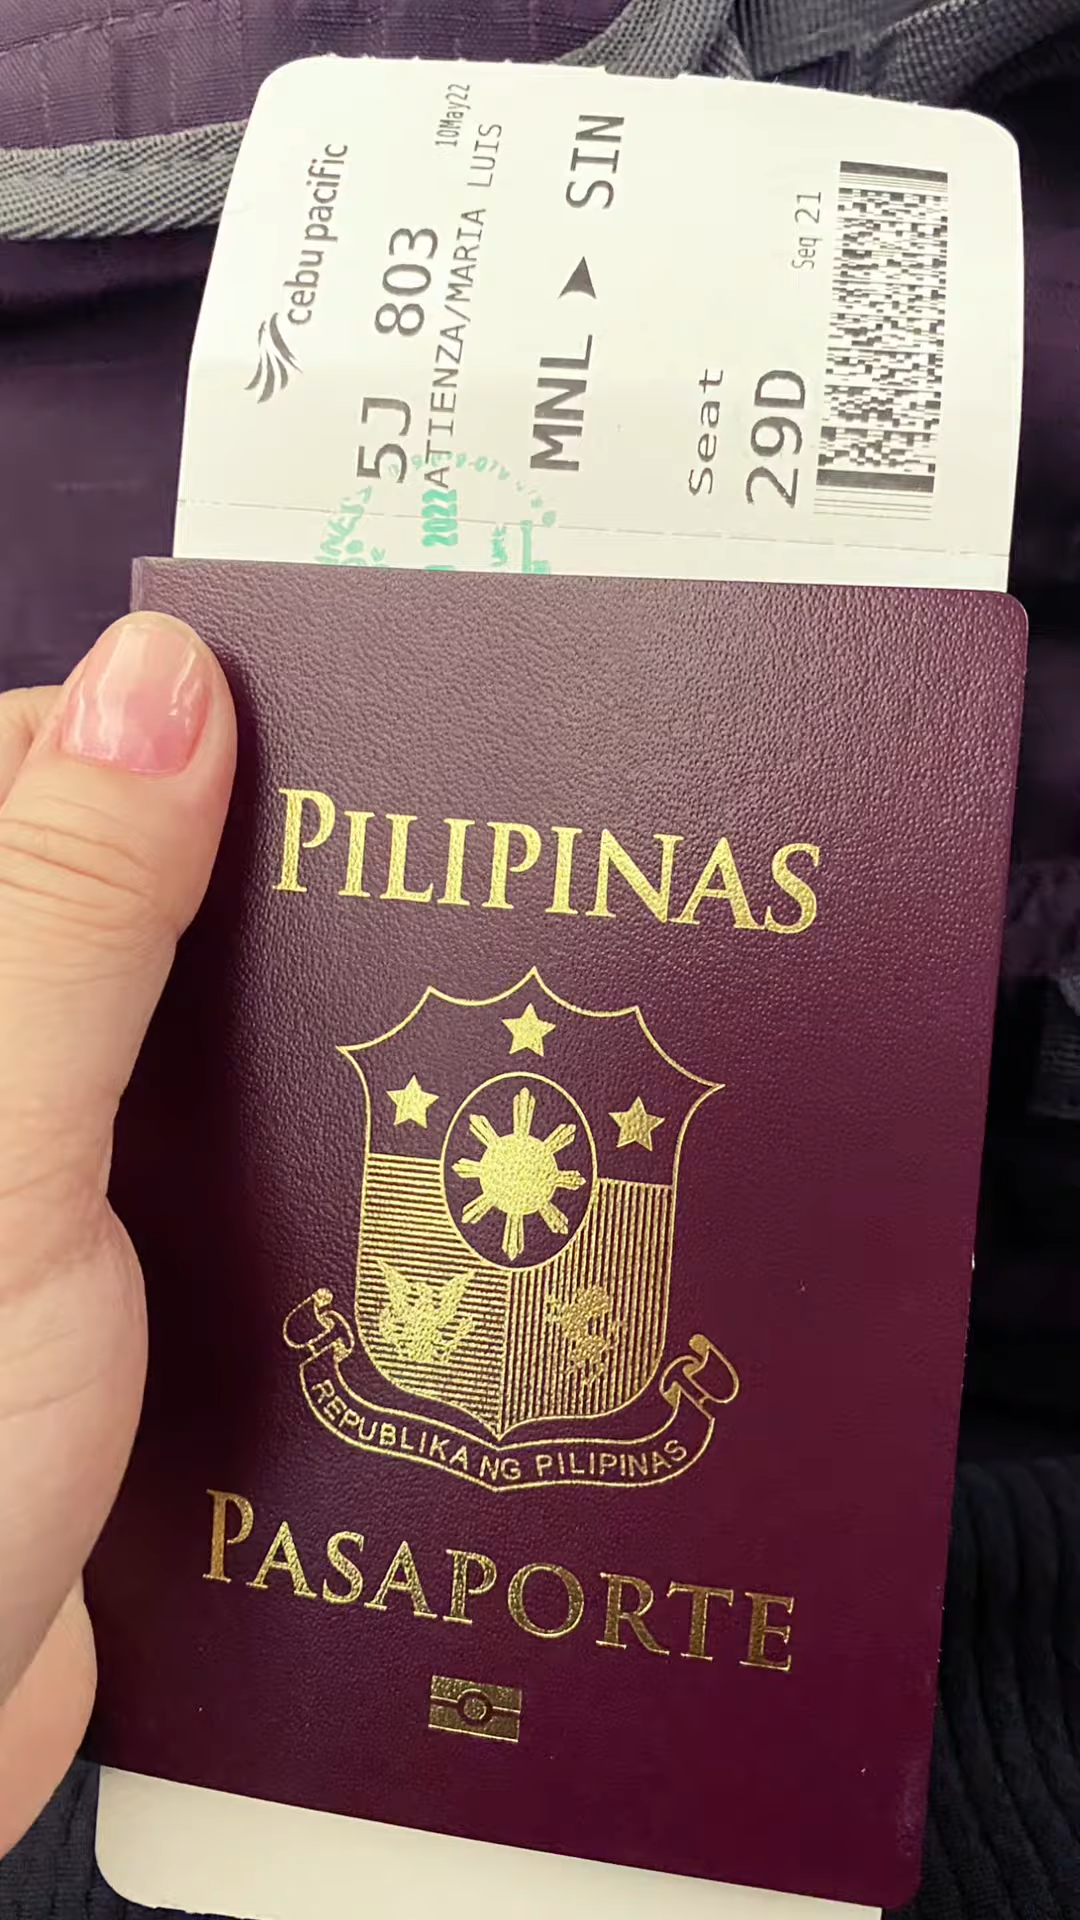 cebu pacific
5J 803
10May22
ATIENZA/MARIA LUIS
MNL ➤ SIN
Seat
29D
Seq 21
2022
PILIPINAS
REPUBLIKA NG PILIPINAS
PASAPORTE